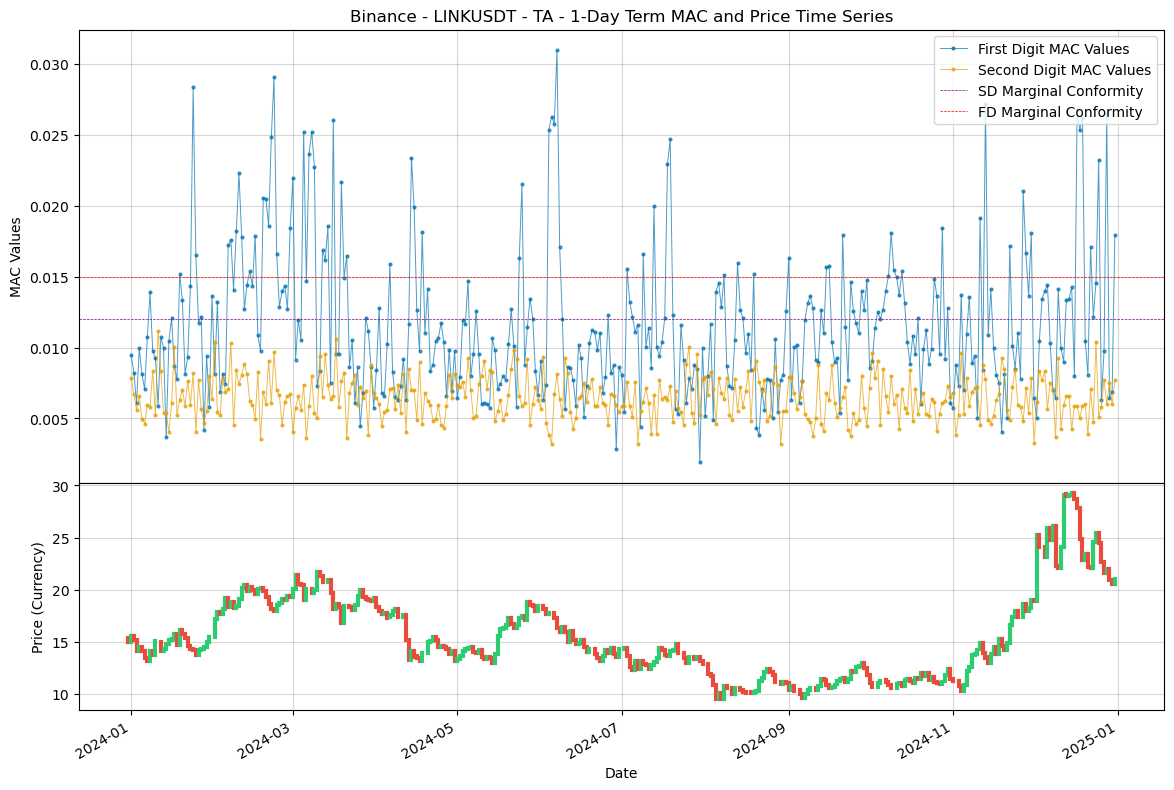 Binance - LINKUSDT - TA - 1-Day Term MAC and Price Time Series
First Digit MAC Values
Second Digit MAC Values
SD Marginal Conformity
FD Marginal Conformity
MAC Values
0.030
0.025
0.020
0.015
0.010
0.005
Price (Currency)
30
25
20
15
10
2024-01
2024-03
2024-05
2024-07
2024-09
2024-11
2025-01
Date